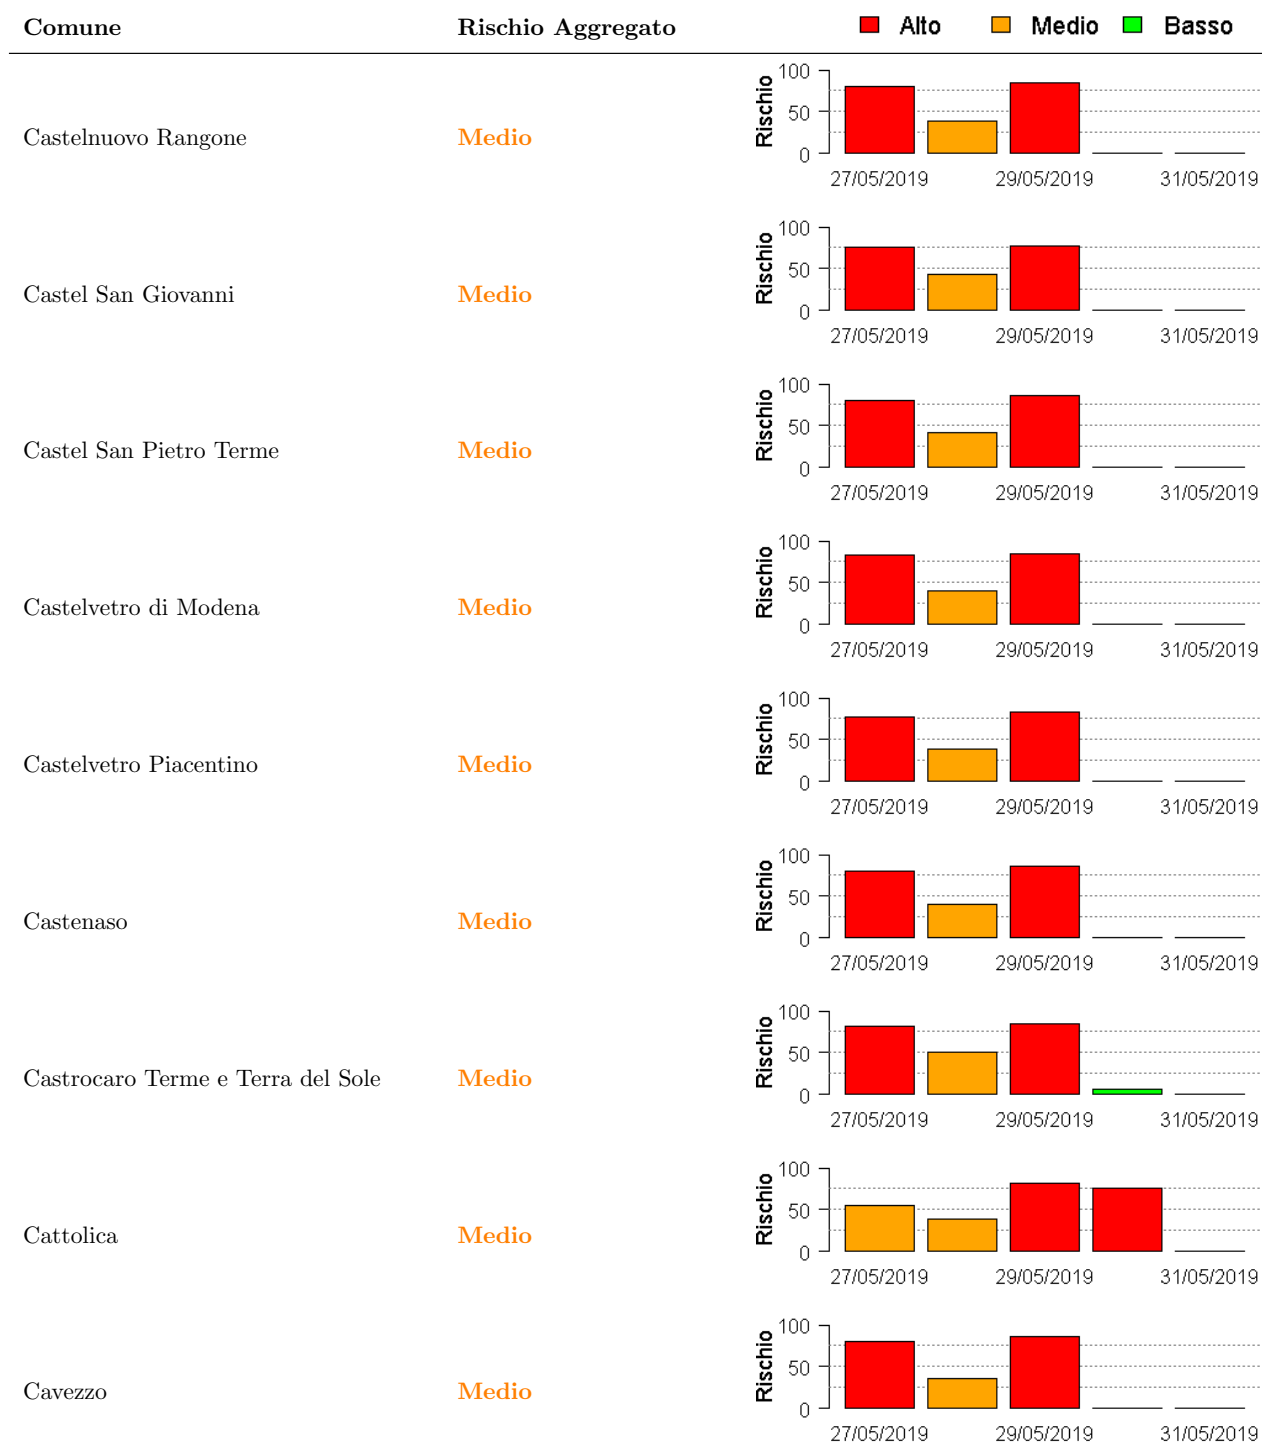 Comune Rischio Aggregato Alto Medio Basso
100
50
0
Rischio
Castelnuovo Rangone Medio
27/05/2019 29/05/2019 31/05/2019
100
50
0
Rischio
Castel San Giovanni Medio
27/05/2019 29/05/2019 31/05/2019
100
50
0
Rischio
Castel San Pietro Terme Medio
27/05/2019 29/05/2019 31/05/2019
100
50
0
Rischio
Castelvetro di Modena Medio
27/05/2019 29/05/2019 31/05/2019
100
50
0
Rischio
Castelvetro Piacentino Medio
27/05/2019 29/05/2019 31/05/2019
100
50
0
Rischio
Castenaso Medio
27/05/2019 29/05/2019 31/05/2019
100
50
0
Rischio
Castrocaro Terme e Terra del Sole Medio
27/05/2019 29/05/2019 31/05/2019
100
50
0
Rischio
Cattolica Medio
27/05/2019 29/05/2019 31/05/2019
100
50
0
Rischio
Cavezzo Medio
27/05/2019 29/05/2019 31/05/2019